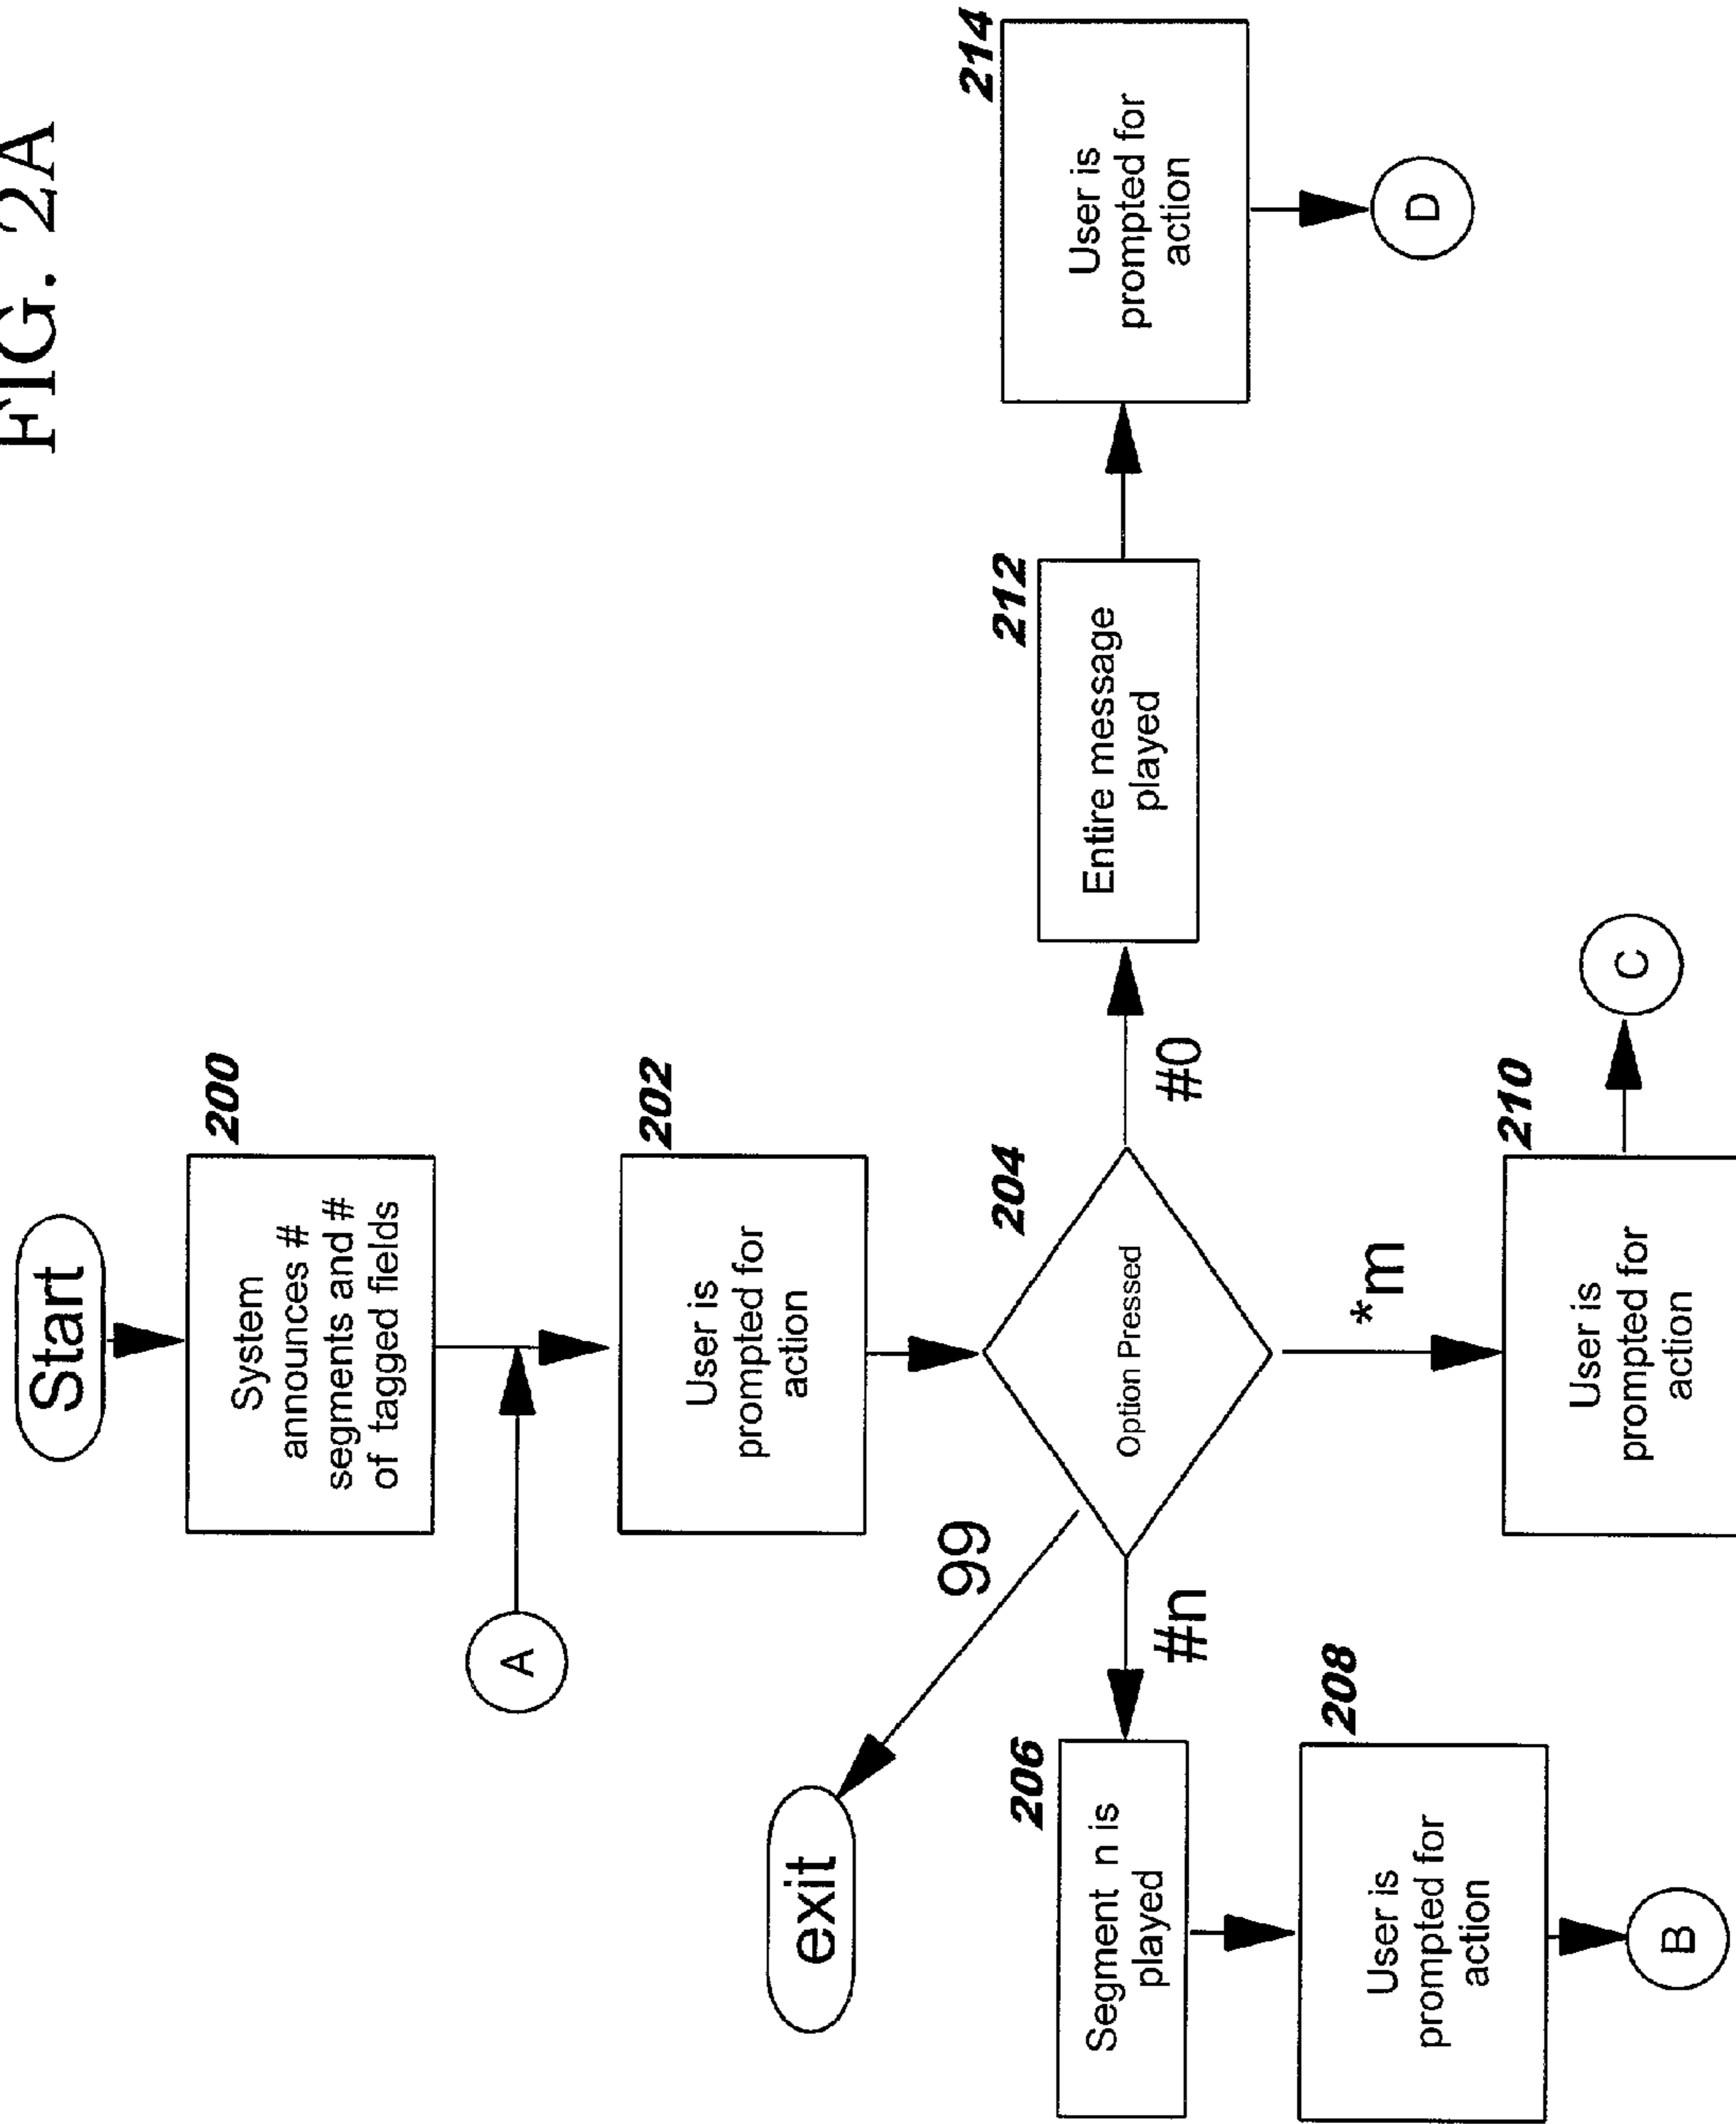 FIG. 2A
Start
200
System
announces #
segments and #
of tagged fields
A
202
User is
prompted for
action
204
Option Pressed
99
exit
#n
#0
*m
206
Segment n is
played
208
User is
prompted for
action
B
210
User is
prompted for
action
C
212
Entire message
played
214
User is
prompted for
action
D